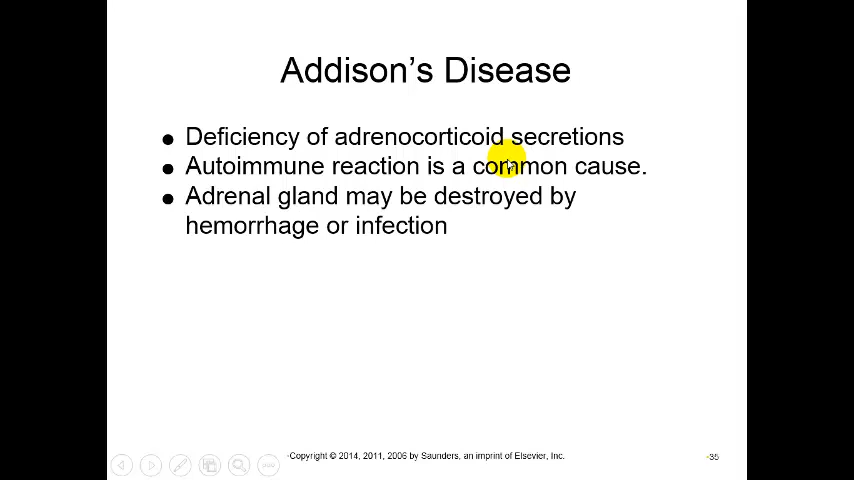 Addison's Disease
● Deficiency of adrenocorticoid secretions
● Autoimmune reaction is a common cause.
● Adrenal gland may be destroyed by
hemorrhage or infection
•Copyright © 2014, 2011, 2006 by Saunders, an imprint of Elsevier, Inc.
•35